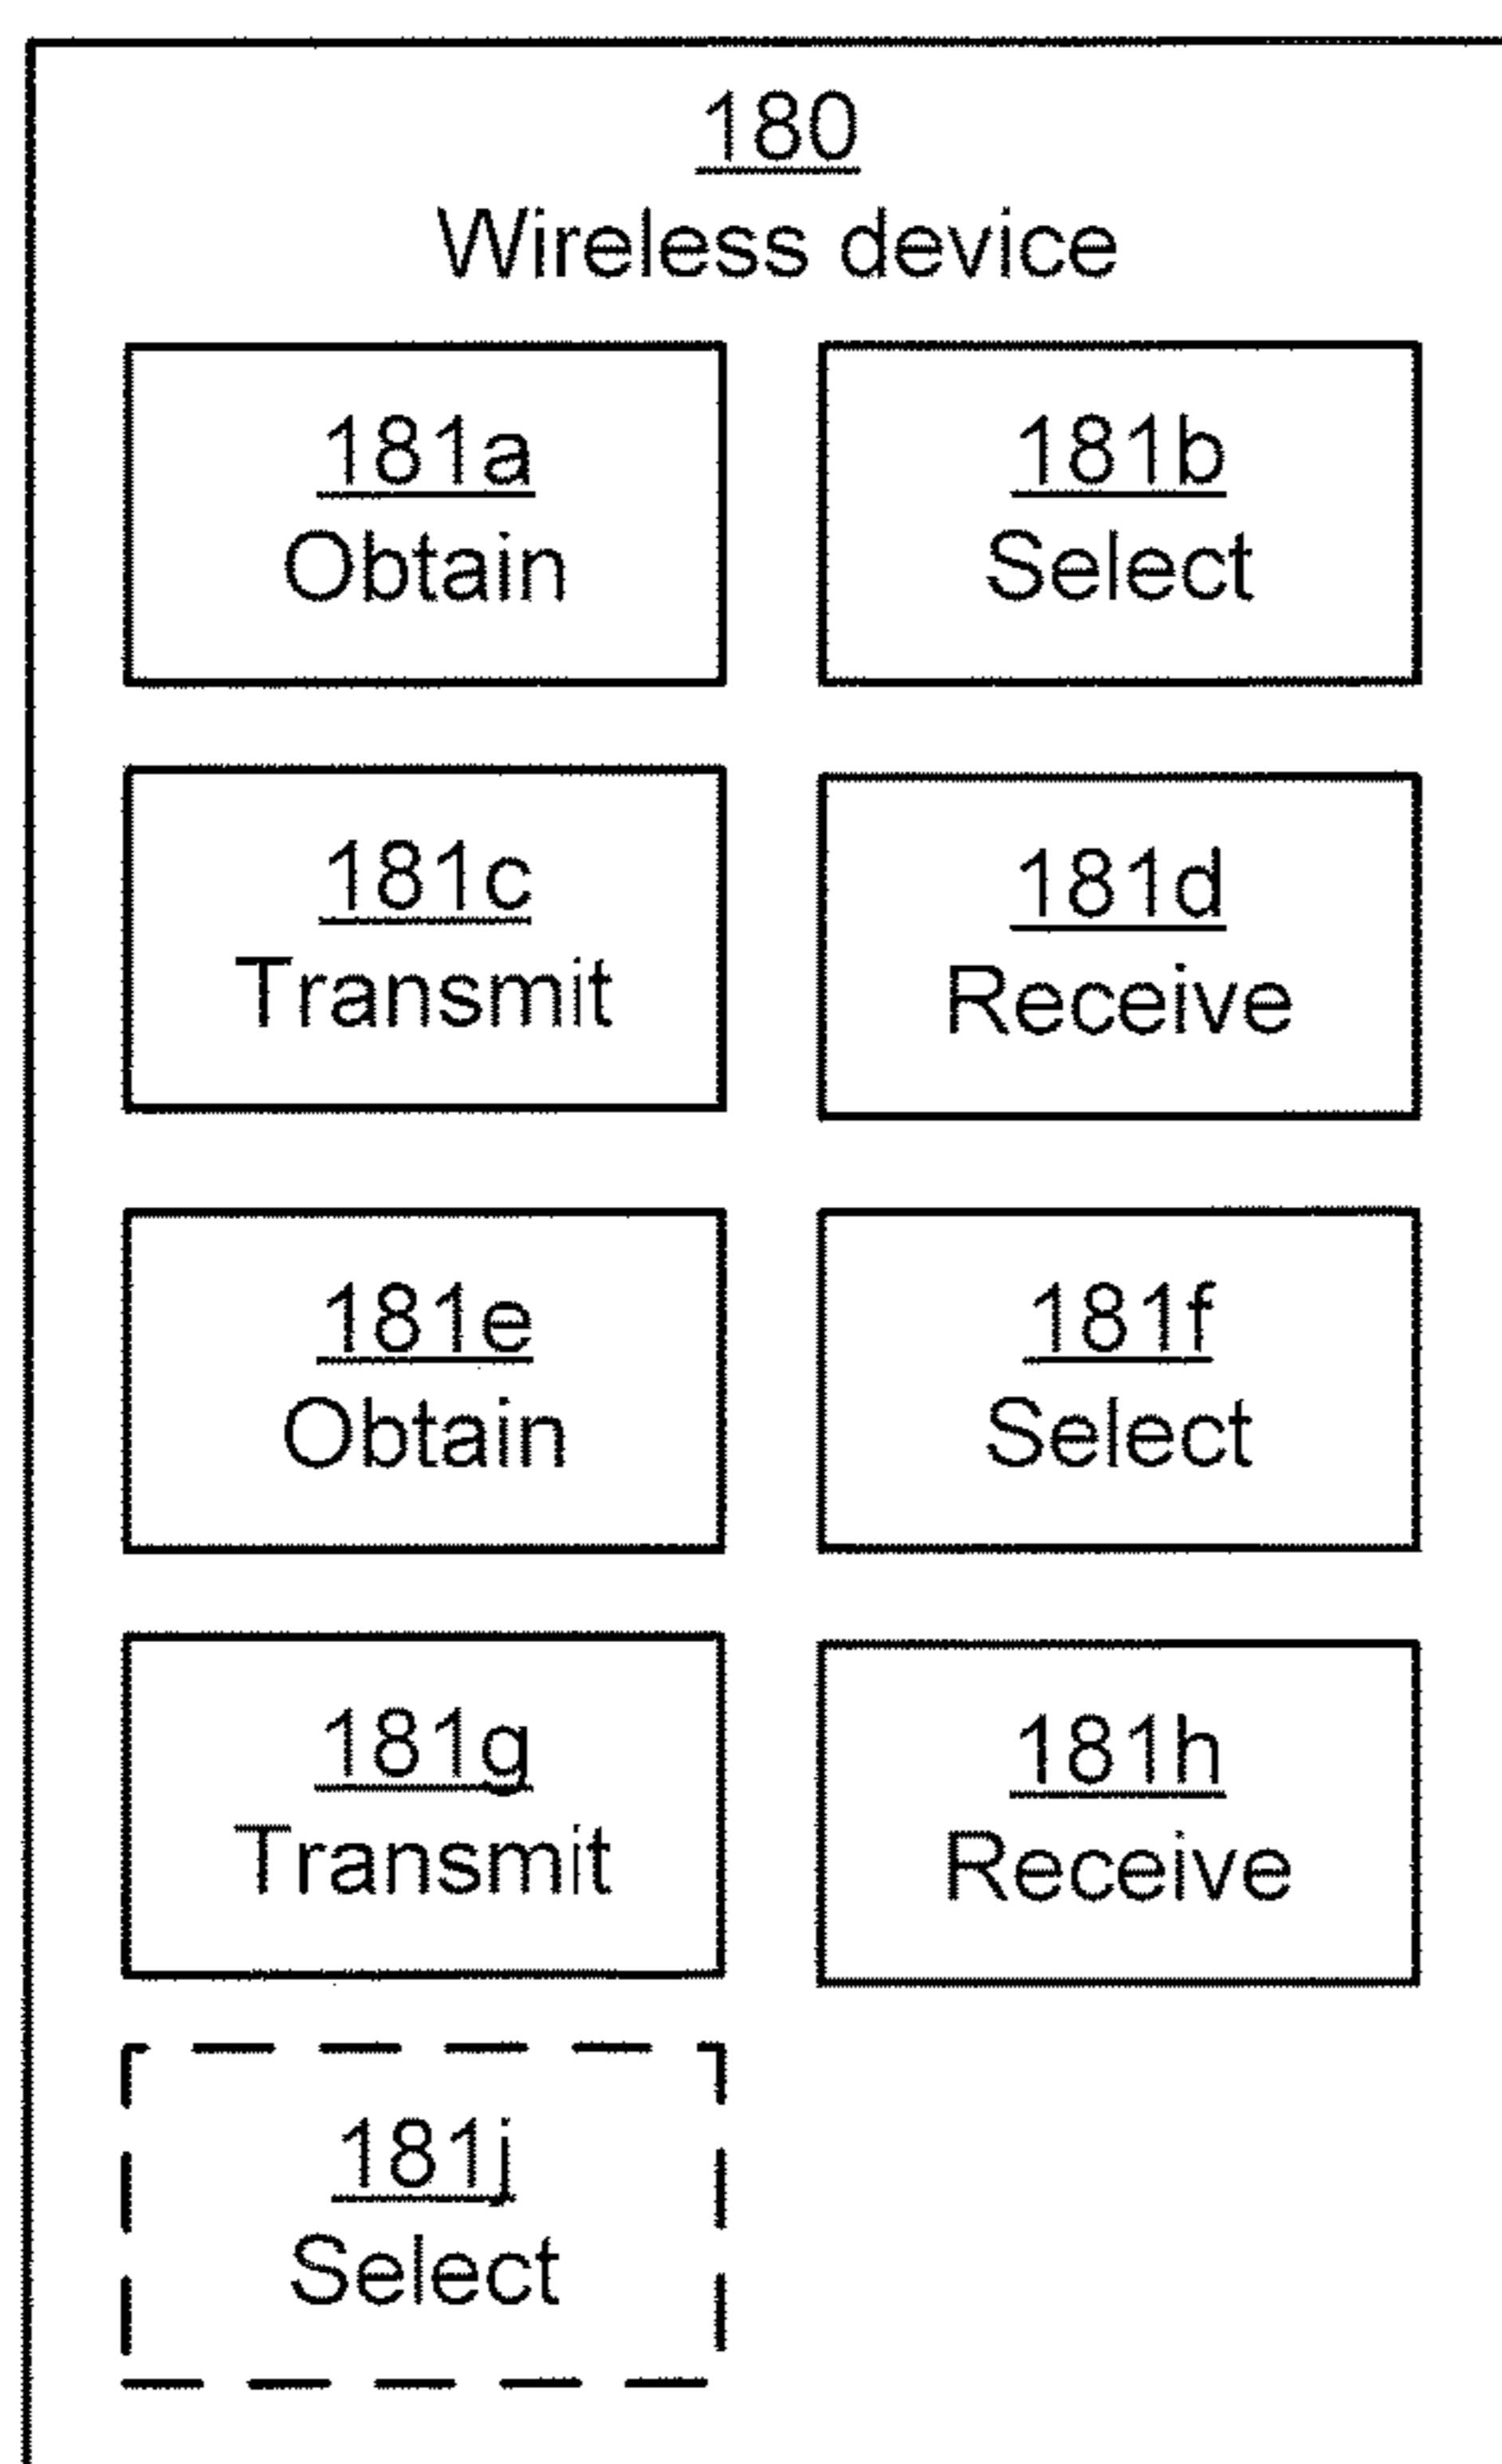 180
Wireless device
181a
Obtain
181b
Select
181c
Transmit
181d
Receive
181e
Obtain
181f
Select
181g
Transmit
181h
Receive
181j
Select